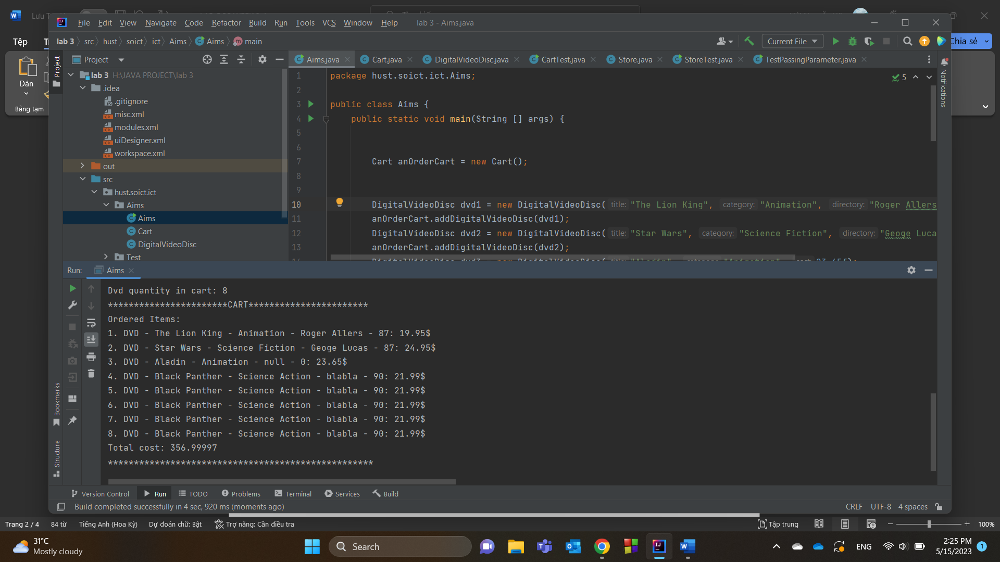 Tệp
Dán
Bảng tạm
Chia sẻ
File Edit View Navigate Code Refactor Build Run Tools VCS Window Help lab 3 - Aims.java
lab 3 src hust soict ict Aims Aims main
Current File
Project
Aims.java Cart.java DigitalVideoDisc.java CartTest.java Store.java StoreTest.java TestPassingParameter.java
Project
Notifications
lab 3 H:\JAVA PROJECT\lab 3
.idea
.gitignore
misc.xml
modules.xml
uiDesigner.xml
workspace.xml
out
src
hust.soict.ict
Aims
Aims
Cart
DigitalVideoDisc
Test
5
1 package hust.soict.ict.Aims;
2
3 public class Aims {
4 public static void main(String [] args) {
5
6
7 Cart anOrderCart = new Cart();
8
9
10 DigitalVideoDisc dvd1 = new DigitalVideoDisc( title: "The Lion King", category: "Animation", directory: "Roger Allers
11 anOrderCart.addDigitalVideoDisc(dvd1);
12 DigitalVideoDisc dvd2 = new DigitalVideoDisc( title: "Star Wars", category: "Science Fiction", directory: "Geoge Luca
13 anOrderCart.addDigitalVideoDisc(dvd2);
Run: Aims
Dvd quantity in cart: 8
***********************CART***********************
Ordered Items:
1. DVD - The Lion King - Animation - Roger Allers - 87: 19.95$
2. DVD - Star Wars - Science Fiction - Geoge Lucas - 87: 24.95$
3. DVD - Aladin - Animation - null - 0: 23.65$
4. DVD - Black Panther - Science Action - blabla - 90: 21.99$
5. DVD - Black Panther - Science Action - blabla - 90: 21.99$
6. DVD - Black Panther - Science Action - blabla - 90: 21.99$
7. DVD - Black Panther - Science Action - blabla - 90: 21.99$
8. DVD - Black Panther - Science Action - blabla - 90: 21.99$
Total cost: 356.99997
***************************************************
Bookmarks
Structure
Version Control Run TODO Problems Terminal Services Build
Build completed successfully in 4 sec, 920 ms (moments ago)
CRLF UTF-8 4 spaces
Trang 2 / 4 84 từ Tiếng Anh (Hoa Kỳ) Dự đoán chữ: Bật Trợ năng: Cần điều tra Tập trung 100%
31°C
Mostly cloudy
Search
ENG
2:25 PM
5/15/2023
1